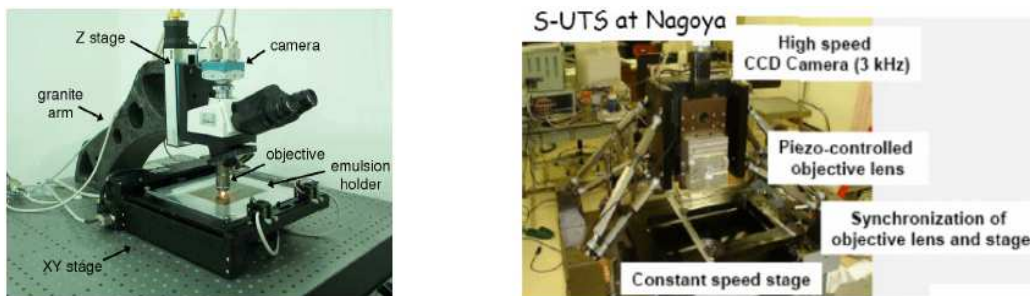 Z stage
camera
granite
arm
objective
emulsion
holder
XY stage
S-UTS at Nagoya
High speed
CCD Camera (3 kHz)
Piezo-controlled
objective lens
Synchronization of
objective lens and stage
Constant speed stage